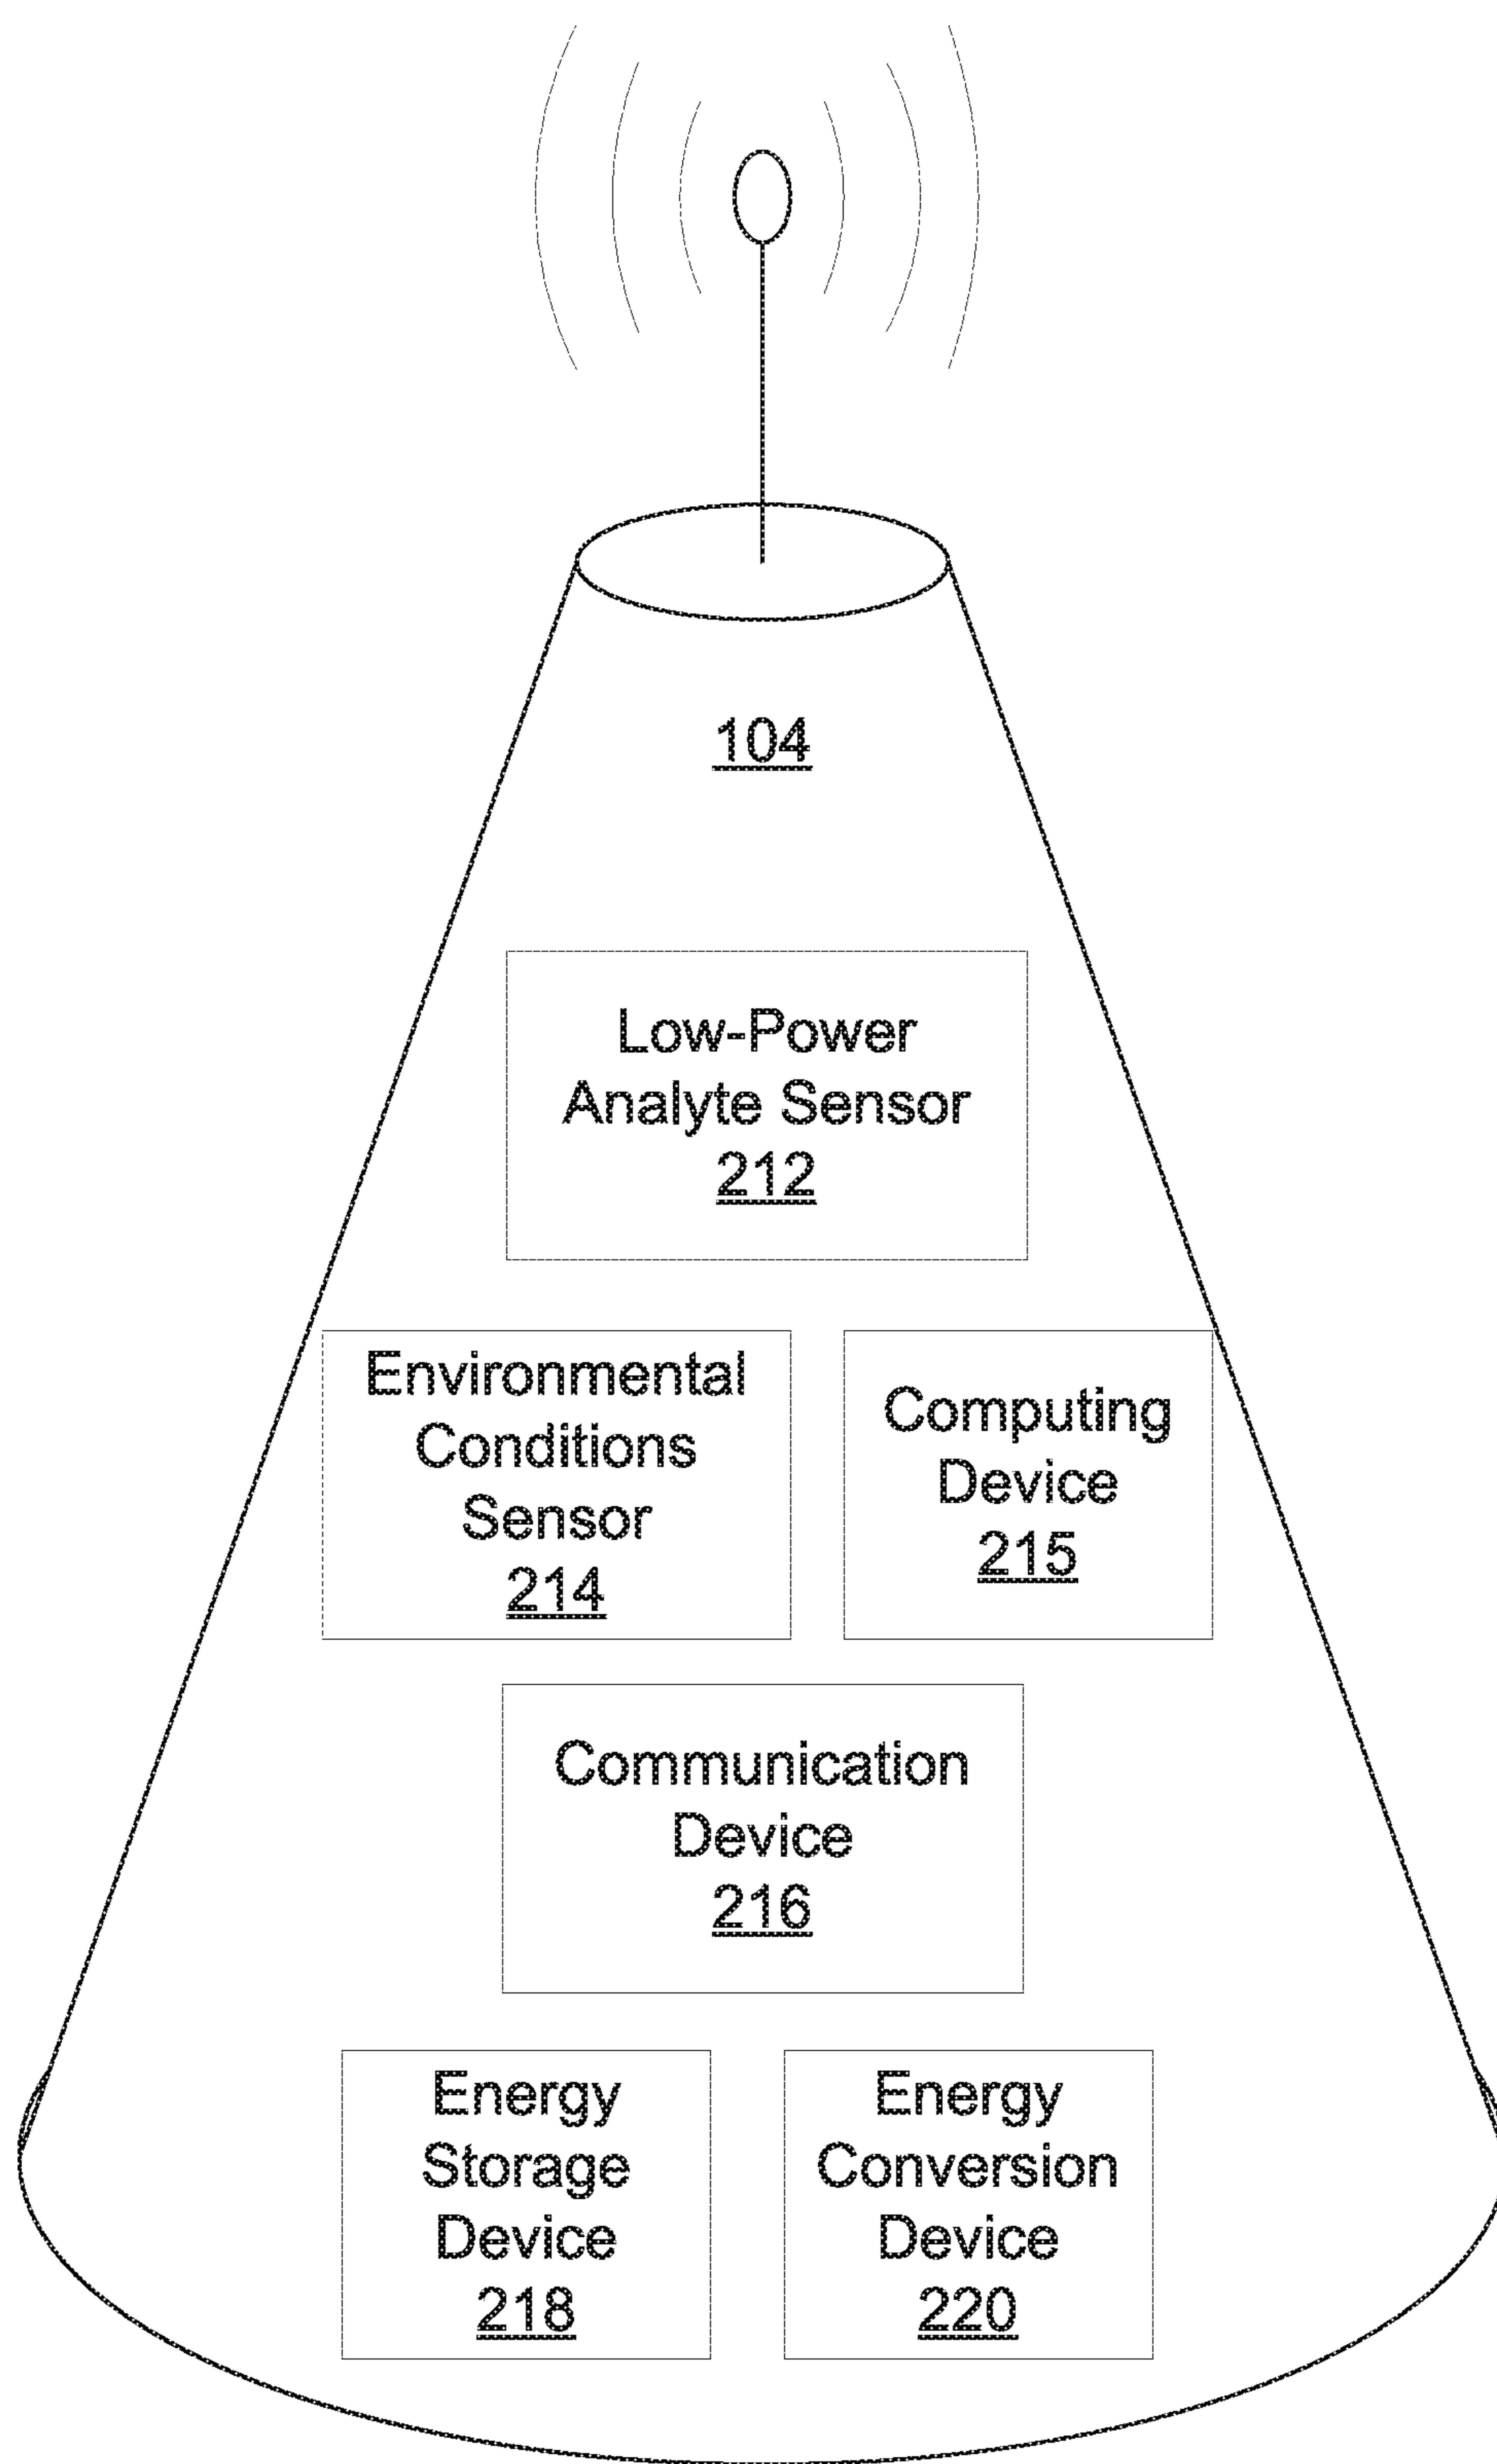 104
Low-Power
Analyte Sensor
212
Environmental
Conditions
Sensor
214
Computing
Device
215
Communication
Device
216
Energy
Storage
Device
218
Energy
Conversion
Device
220